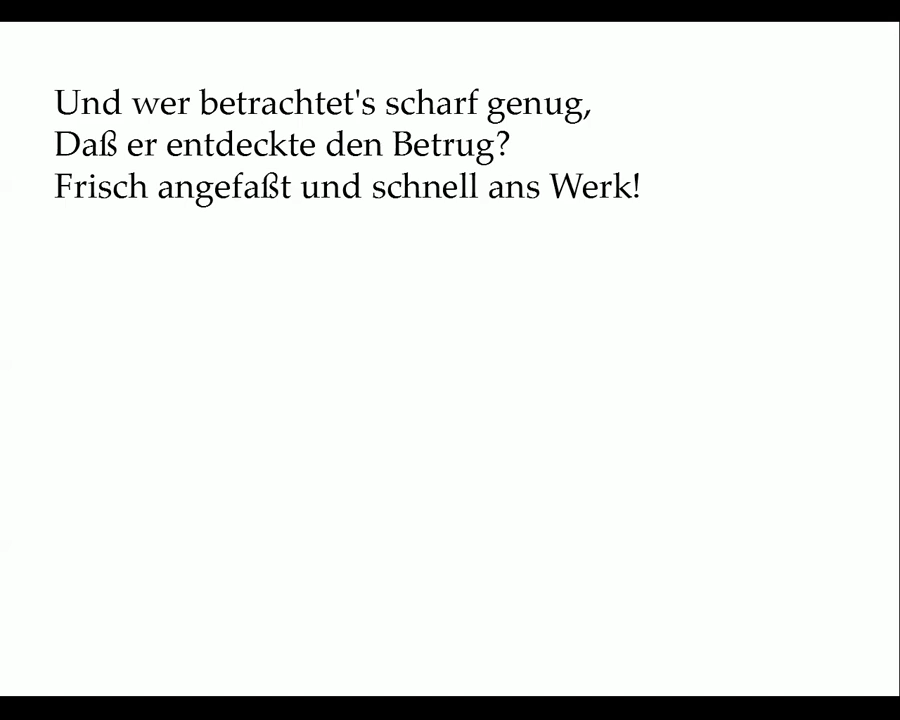 Und wer betrachtet's scharf genug,
Daß er entdeckte den Betrug?
Frisch angefaßt und schnell ans Werk!